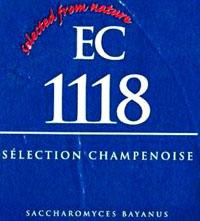 selected from nature
EC
1118
SÉLECTION CHAMPENOISE
SACCHAROMYCES BAYANUS